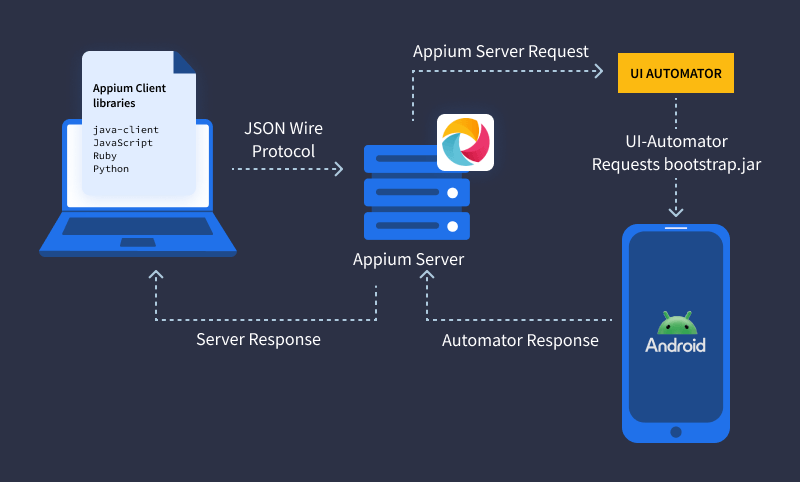 Appium Client
libraries
java-client
JavaScript
Ruby
Python
JSON Wire
Protocol
Appium Server
Appium Server Request
UI AUTOMATOR
UI-Automator
Requests bootstrap.jar
Android
Automator Response
Server Response